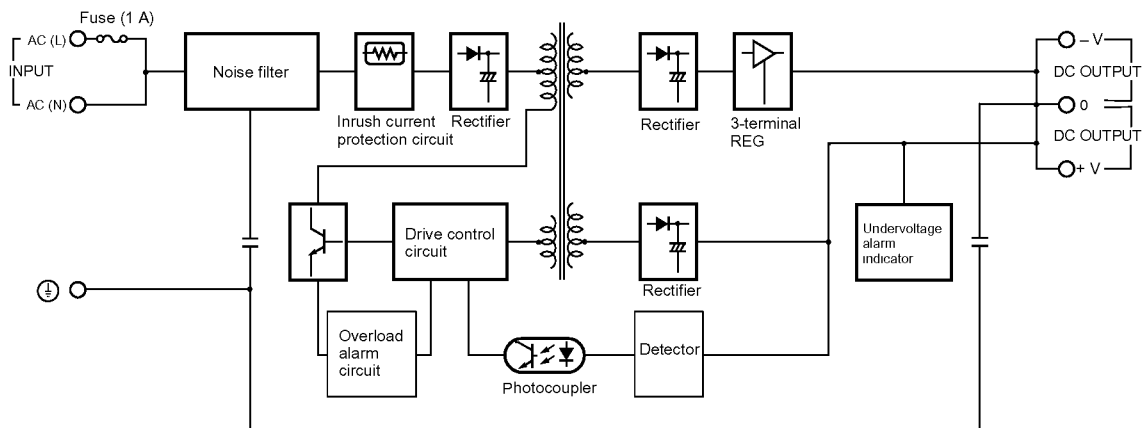 Fuse (1 A)
AC (L)
INPUT
AC (N)
Noise filter
Inrush current
protection circuit
Rectifier
Rectifier
3-terminal
REG
– V
DC OUTPUT
0
DC OUTPUT
+ V
Drive control
circuit
Rectifier
Undervoltage
alarm
indicator
Overload
alarm
circuit
Photocoupler
Detector